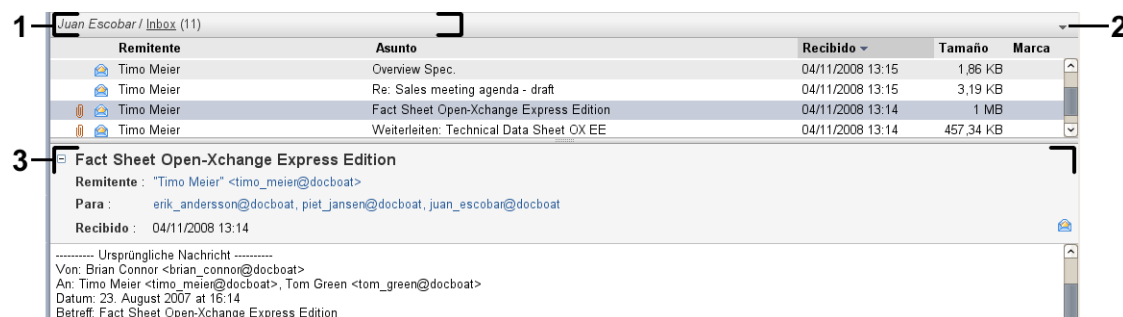 1
Juan Escobar / Inbox (11)
2
Remitente Asunto Recibido Tamaño Marca
Timo Meier Overview Spec. 04/11/2008 13:15 1,86 KB
Timo Meier Re: Sales meeting agenda - draft 04/11/2008 13:15 3,19 KB
Timo Meier Fact Sheet Open-Xchange Express Edition 04/11/2008 13:14 1 MB
Timo Meier Weiterleiten: Technical Data Sheet OX EE 04/11/2008 13:14 457,34 KB
3
Fact Sheet Open-Xchange Express Edition
Remitente : "Timo Meier" <timo_meier@docboat>
Para : erik_andersson@docboat, piet_jansen@docboat, juan_escobar@docboat
Recibido : 04/11/2008 13:14
---------- Ursprüngliche Nachricht ----------
Von: Brian Connor <brian_connor@docboat>
An: Timo Meier <timo_meier@docboat>, Tom Green <tom_green@docboat>
Datum: 23. August 2007 at 16:14
Betreff: Fact Sheet Open-Xchange Express Edition